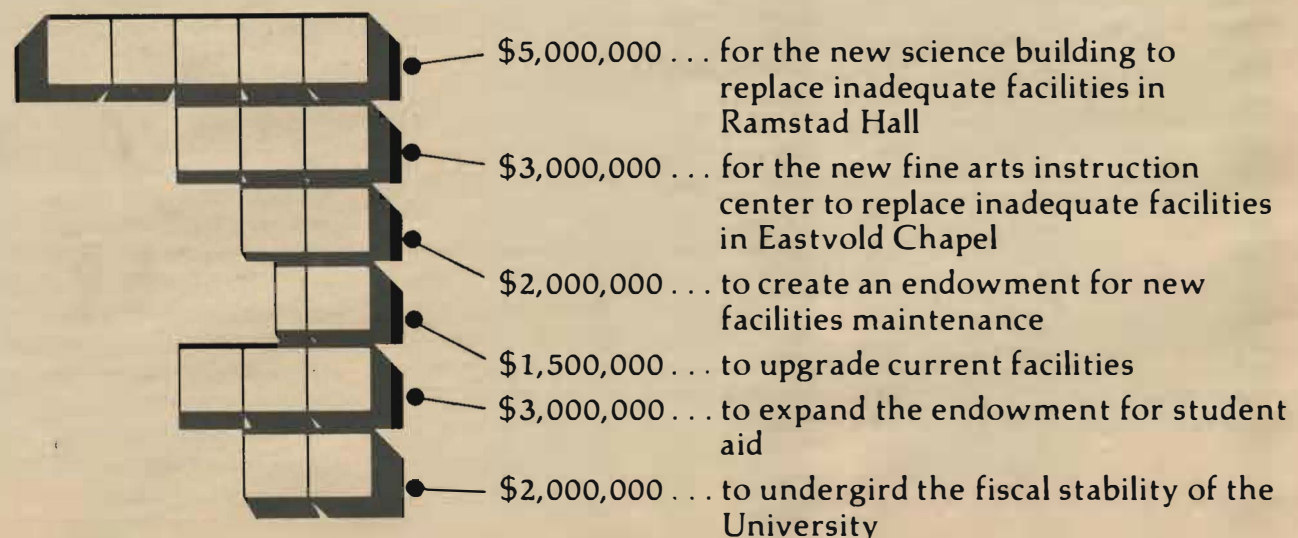 $5,000,000 ... for the new science building to
replace inadequate facilities in
Ramstad Hall
$3,000,000 ... for the new fine arts instruction
center to replace inadequate facilities
in Eastvold Chapel
$2,000,000 ... to create an endowment for new
facilities maintenance
$1,500,000 ... to upgrade current facilities
$3,000,000 ... to expand the endowment for student
aid
$2,000,000 ... to undergird the fiscal stability of the
University